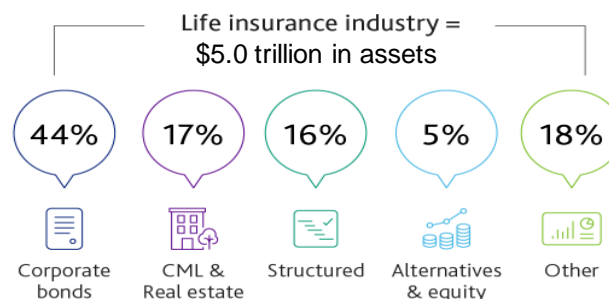 Life insurance industry =
$5.0 trillion in assets
44%
17%
16%
5%
18%
Corporate
bonds
CML &
Real estate
Structured
Alternatives
& equity
Other